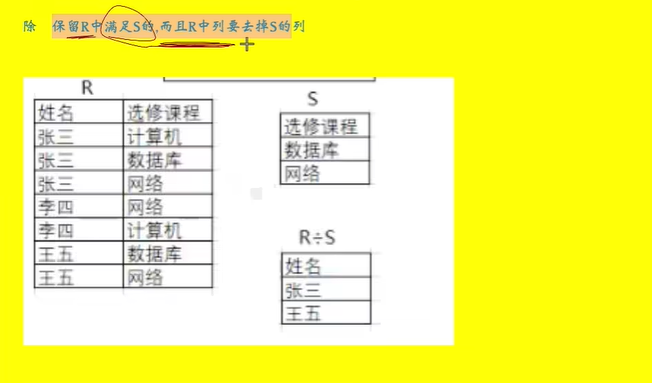 除 保留R中满足S的,而且R中列要去掉S的列
R
姓名 选修课程
张三 计算机
张三 数据库
张三 网络
李四 网络
李四 计算机
王五 数据库
王五 网络
S
选修课程
数据库
网络
R÷S
姓名
张三
王五